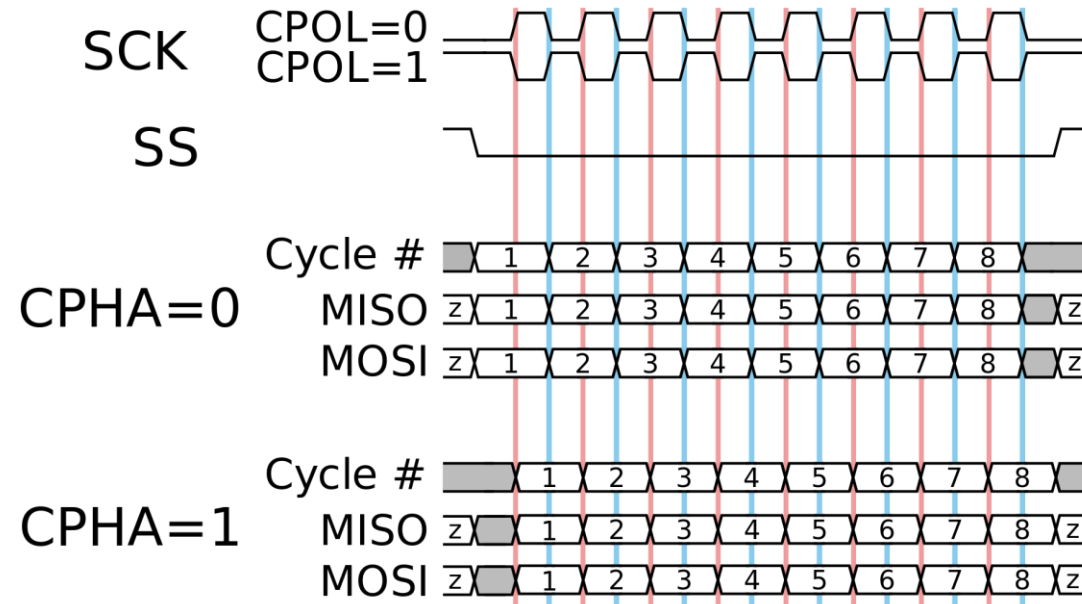 SCK CPOL=0
CPOL=1
SS
Cycle # 1 2 3 4 5 6 7 8
CPHA=0 MISO z 1 2 3 4 5 6 7 8 z
MOSI z 1 2 3 4 5 6 7 8 z
Cycle # 1 2 3 4 5 6 7 8
CPHA=1 MISO z 1 2 3 4 5 6 7 8 z
MOSI z 1 2 3 4 5 6 7 8 z